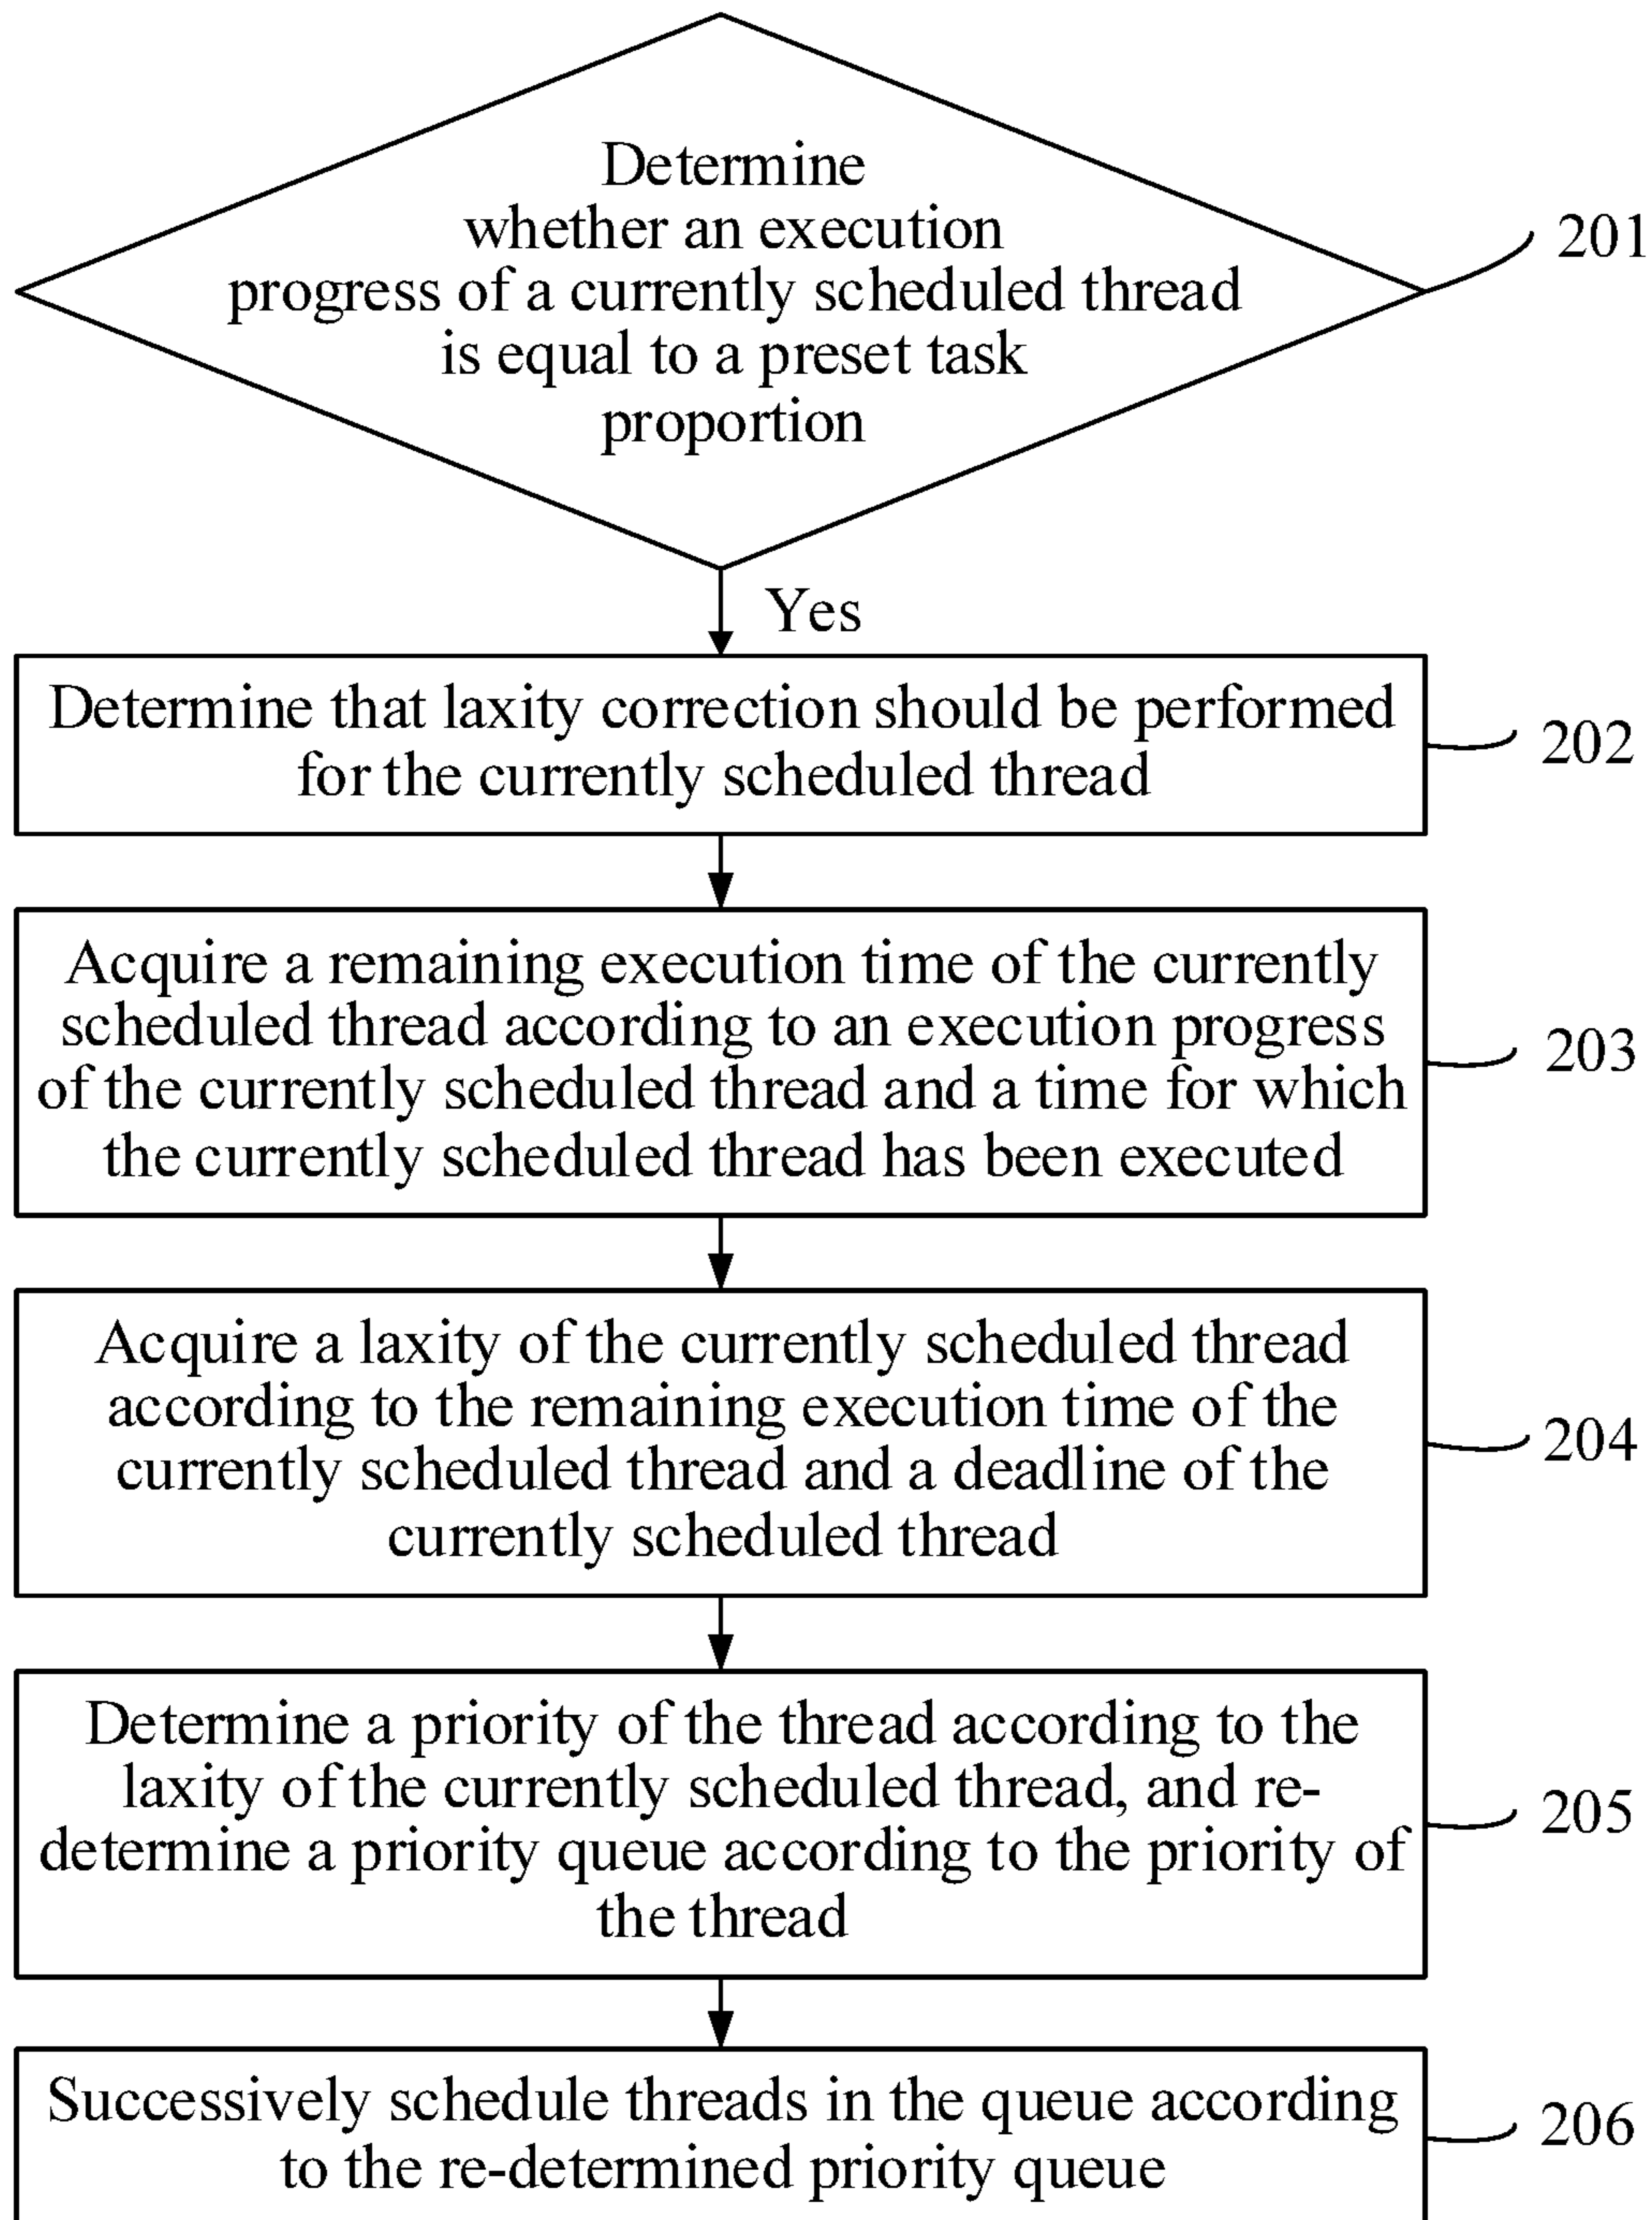 Determine
whether an execution
progress of a currently scheduled thread
is equal to a preset task
proportion
201
Yes
Determine that laxity correction should be performed
for the currently scheduled thread
202
Acquire a remaining execution time of the currently
scheduled thread according to an execution progress
of the currently scheduled thread and a time for which
the currently scheduled thread has been executed
203
Acquire a laxity of the currently scheduled thread
according to the remaining execution time of the
currently scheduled thread and a deadline of the
currently scheduled thread
204
Determine a priority of the thread according to the
laxity of the currently scheduled thread, and re-
determine a priority queue according to the priority of
the thread
205
Successively schedule threads in the queue according
to the re-determined priority queue
206